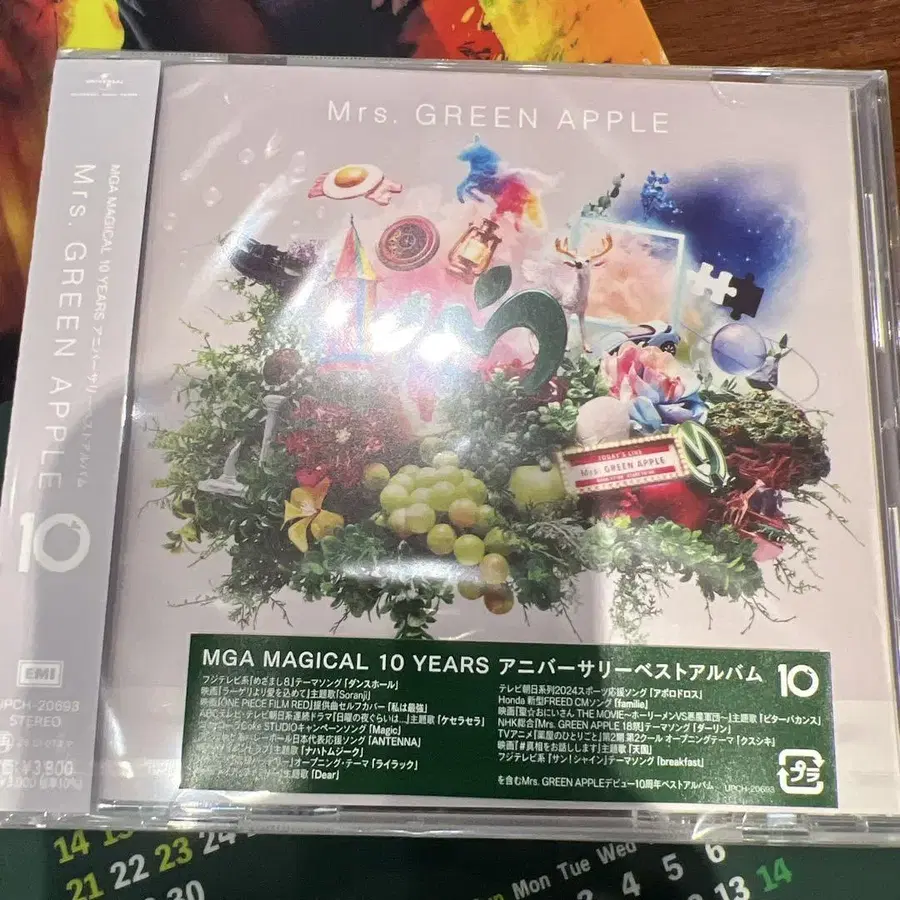 UNIVERSAL
MGA MAGICAL 10 YEARS アニバーサリーベストアルバム
Mrs. GREEN APPLE
10
EMI
UPCH-20693
STEREO
Mrs. GREEN APPLE
TODAY'S LIVE
Mrs. GREEN APPLE
MGA MAGICAL 10 YEARS アニバーサリーベストアルバム 10
フジテレビ系「めざまし8」テーマソング「ダンスホール」
映画「ラーゲリより愛を込めて」主題歌「Soranji」
映画「ONE PIECE FILM RED」提供曲セルフカバー「私は最強」
ABCテレビ・テレビ朝日系連続ドラマ「日曜の夜ぐらいは...」主題歌「ケセラセラ」
STUDIOキャンペーンソング「Magic」
ボール日本代表応援ソング「ANTENNA」
主題歌「ナハトムジーク」
オープニング・テーマ「ライラック」
主題歌「Dear」
テレビ朝日系列2024スポーツ応援ソング「アポロドロス」
Honda 新型FREED CMソング「familie」
映画「聖☆おにいさん THE MOVIE〜ホーリーメンVS悪魔軍団〜」主題歌「ビターバカンス」
NHK総合「Mrs. GREEN APPLE 18祭」テーマソング「ダーリン」
TVアニメ「薬屋のひとりごと」第2期 第2クール オープニングテーマ「クスシキ」
映画「#真相をお話しします」主題歌「天国」
フジテレビ系「サン!シャイン」テーマソング「breakfast」
を含むMrs. GREEN APPLEデビュー10周年ベストアルバム
UPCH-20693
プラ
¥3,800
14 15
21 22 23 24
30
Mon Tue Wed
4 5 6
12 13 14